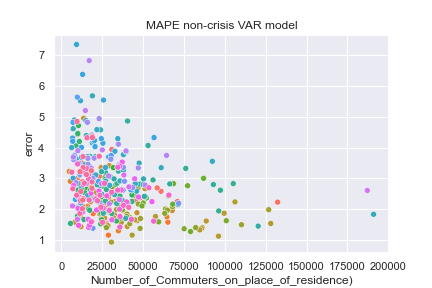 MAPE non-crisis VAR model
7
6
5
4
3
2
1
error
0 25000 50000 75000 100000 125000 150000 175000 200000
Number_of_Commuters_on_place_of_residence)